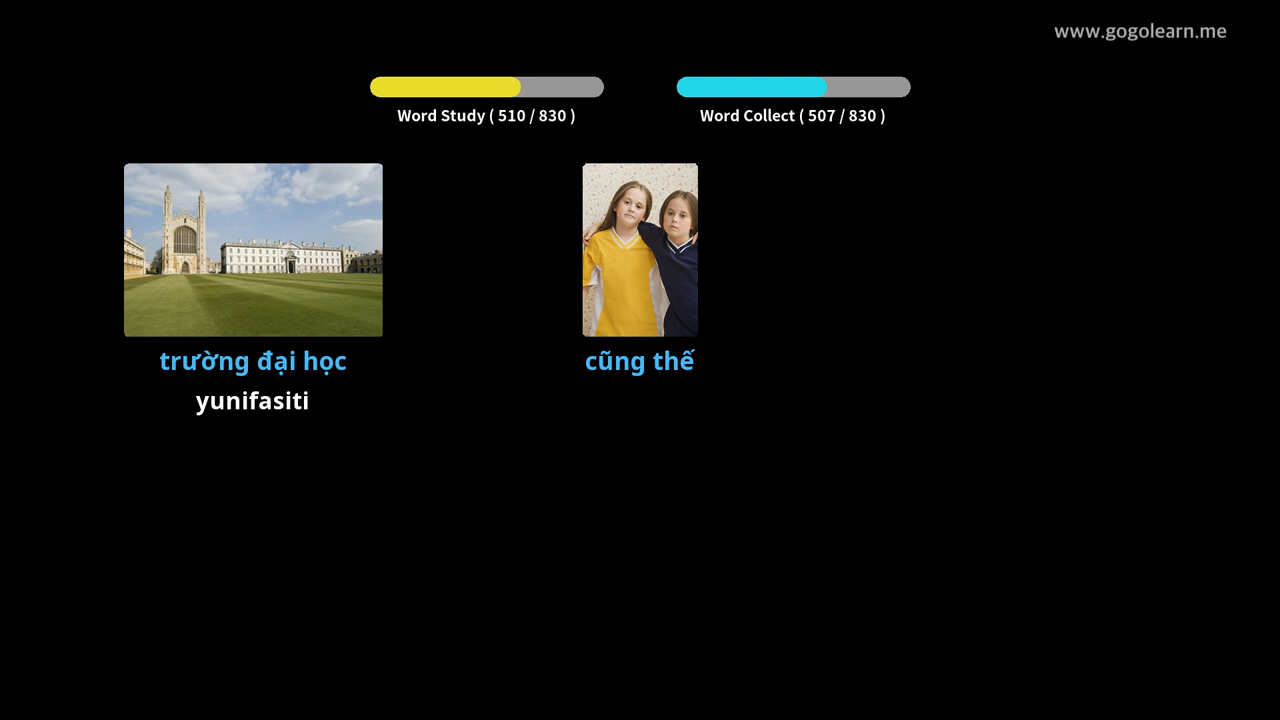 www.gogolearn.me
Word Study ( 510 / 830 )
Word Collect ( 507 / 830 )
trường đại học
yunifasiti
cũng thế